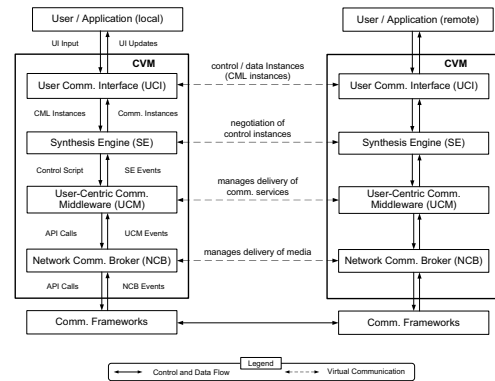 User / Application (local)
User / Application (remote)
UI Input
UI Updates
CVM
CVM
control / data Instances
(CML instances)
User Comm. Interface (UCI)
User Comm. Interface (UCI)
CML Instances
Comm. Instances
negotiation of
control instances
Synthesis Engine (SE)
Synthesis Engine (SE)
Control Script
SE Events
manages delivery of
comm. services
User-Centric Comm.
Middleware (UCM)
User-Centric Comm.
Middleware (UCM)
API Calls
UCM Events
manages delivery of media
Network Comm. Broker (NCB)
Network Comm. Broker (NCB)
API Calls
NCB Events
Comm. Frameworks
Comm. Frameworks
Legend
Control and Data Flow
Virtual Communication